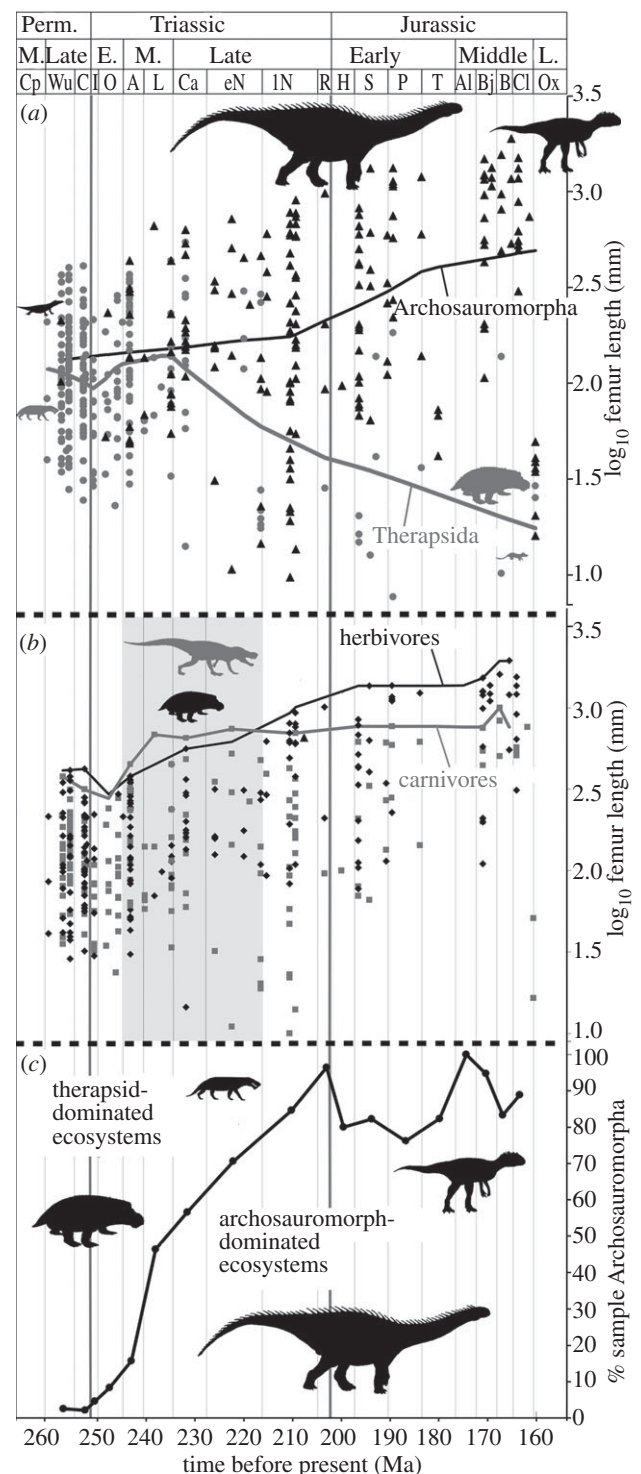 Perm. Triassic Jurassic
M. Late E. M. Late Early Middle L.
Cp Wu C I O A L Ca eN lN R H S P T Al Bj B Cl Ox
(a)
3.5
3.0
2.5
2.0
1.5
1.0
log10 femur length (mm)
Archosauromorpha
Therapsida
(b)
3.5
3.0
2.5
2.0
1.5
1.0
log10 femur length (mm)
herbivores
carnivores
(c)
100
90
80
70
60
50
40
30
20
10
0
% sample Archosauromorpha
therapsid-
dominated
ecosystems
archosauromorph-
dominated
ecosystems
260 250 240 230 220 210 200 190 180 170 160
time before present (Ma)